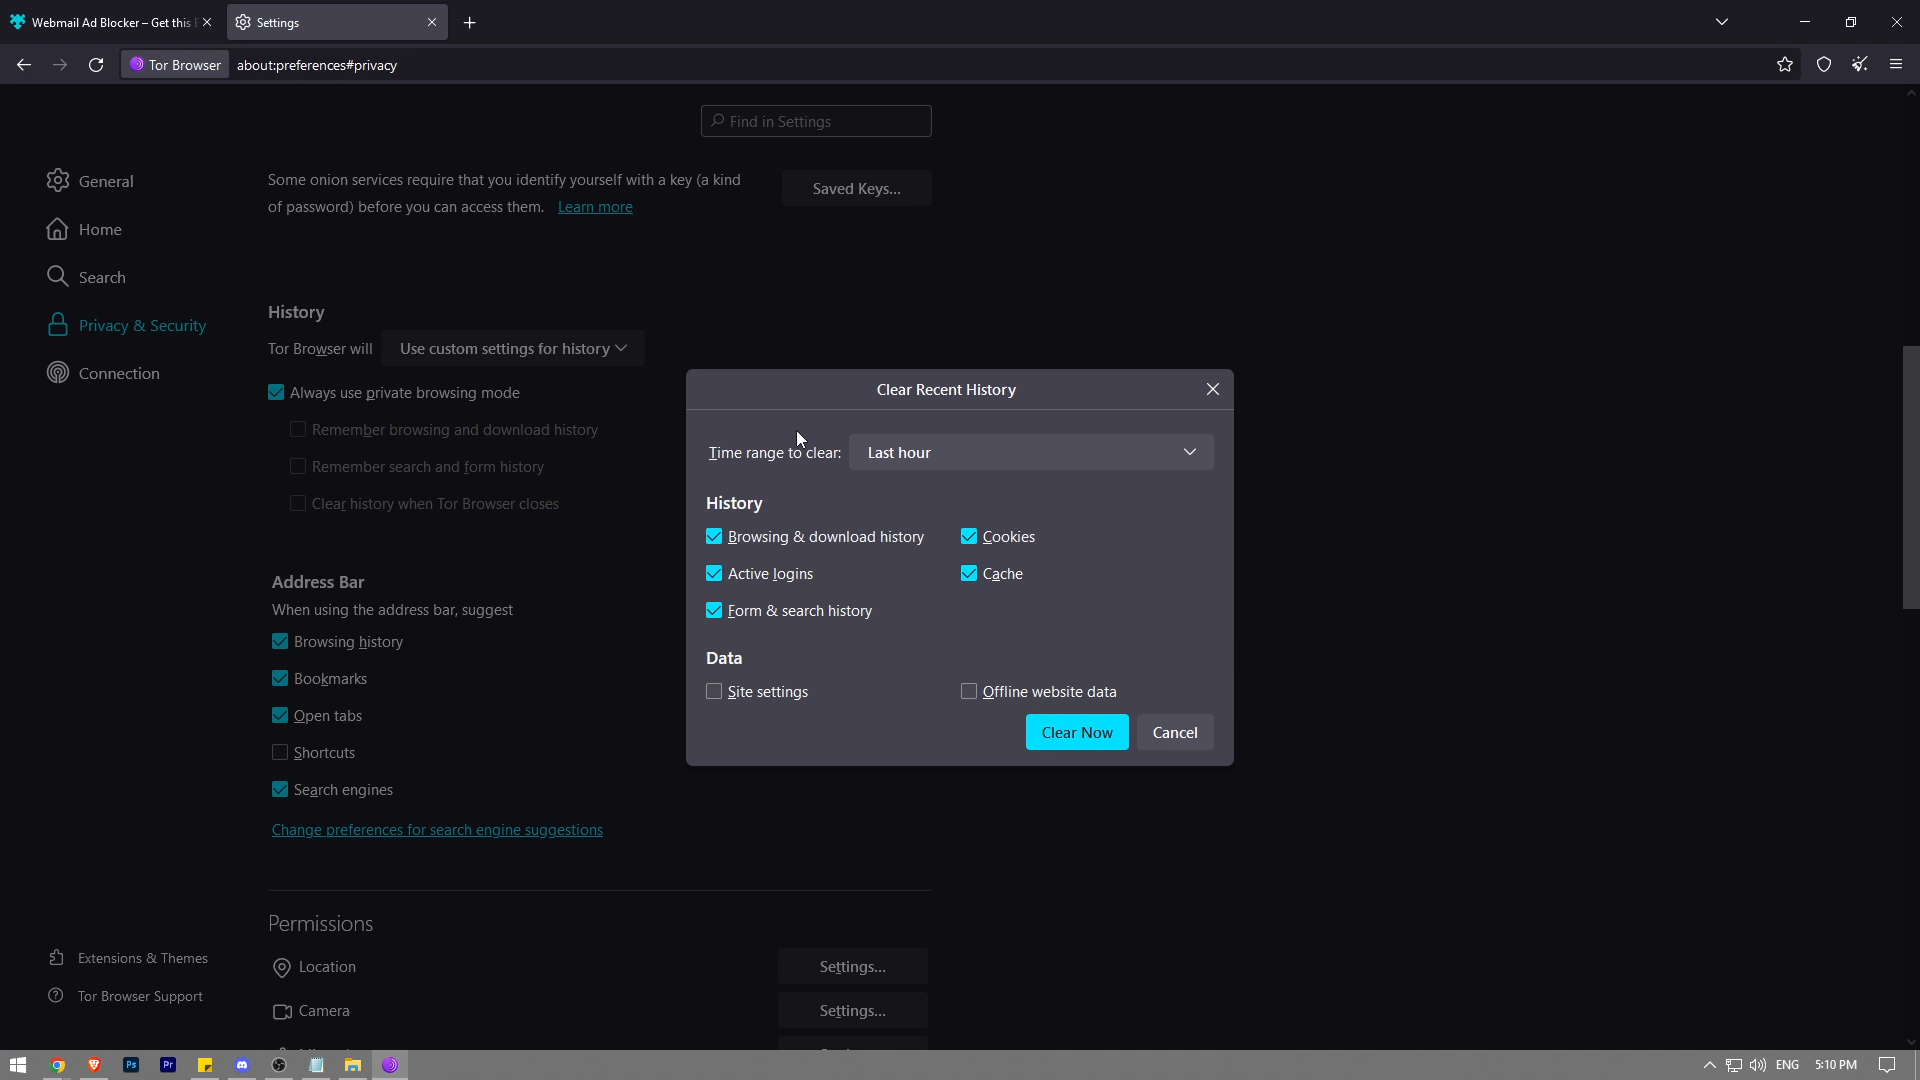 Webmail Ad Blocker – Get this
Settings
Tor Browser
about:preferences#privacy
Find in Settings
General
Home
Search
Privacy & Security
Connection
Extensions & Themes
Tor Browser Support
Some onion services require that you identify yourself with a key (a kind
of password) before you can access them. Learn more
Saved Keys...
History
Tor Browser will Use custom settings for history
Always use private browsing mode
Remember browsing and download history
Remember search and form history
Clear history when Tor Browser closes
Address Bar
When using the address bar, suggest
Browsing history
Bookmarks
Open tabs
Shortcuts
Search engines
Change preferences for search engine suggestions
Permissions
Location Settings...
Camera Settings...
Clear Recent History
Time range to clear: Last hour
History
Browsing & download history Cookies
Active logins Cache
Form & search history
Data
Site settings Offline website data
Clear Now Cancel
Ps Pr
ENG 5:10 PM